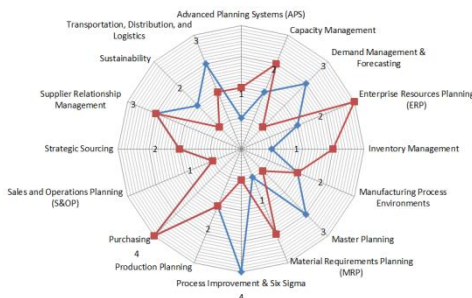 Advanced Planning Systems (APS)
Transportation, Distribution, and
Logistics
Capacity Management
3
Demand Management &
Forecasting
Sustainability
2
3
2
Enterprise Resources Planning
(ERP)
Supplier Relationship
Management
3
2
Strategic Sourcing
2
1
Inventory Management
Sales and Operations Planning
(S&OP)
1
2
Manufacturing Process
Environments
1
Purchasing
4
3
Master Planning
Production Planning
2
Material Requirements Planning
(MRP)
Process Improvement & Six Sigma
4